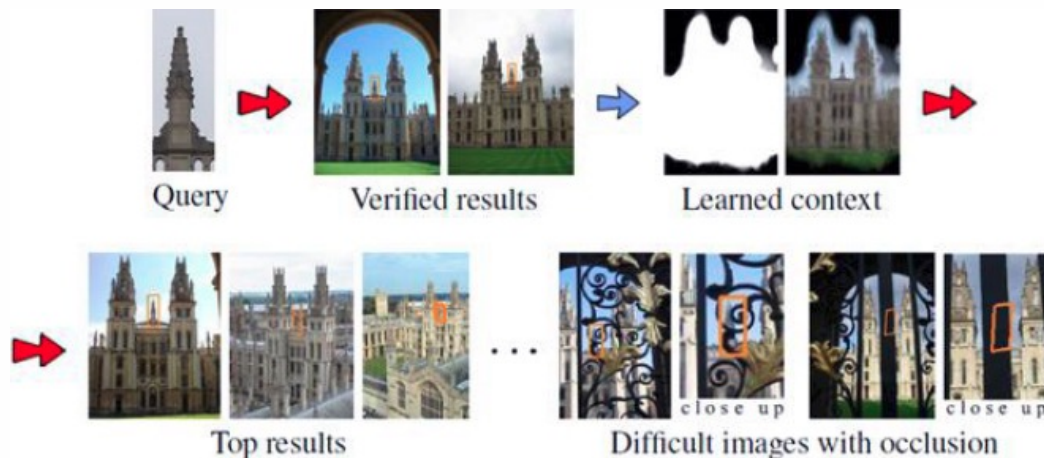 Query
Verified results
Learned context
. . .
close up
close up
Top results
Difficult images with occlusion